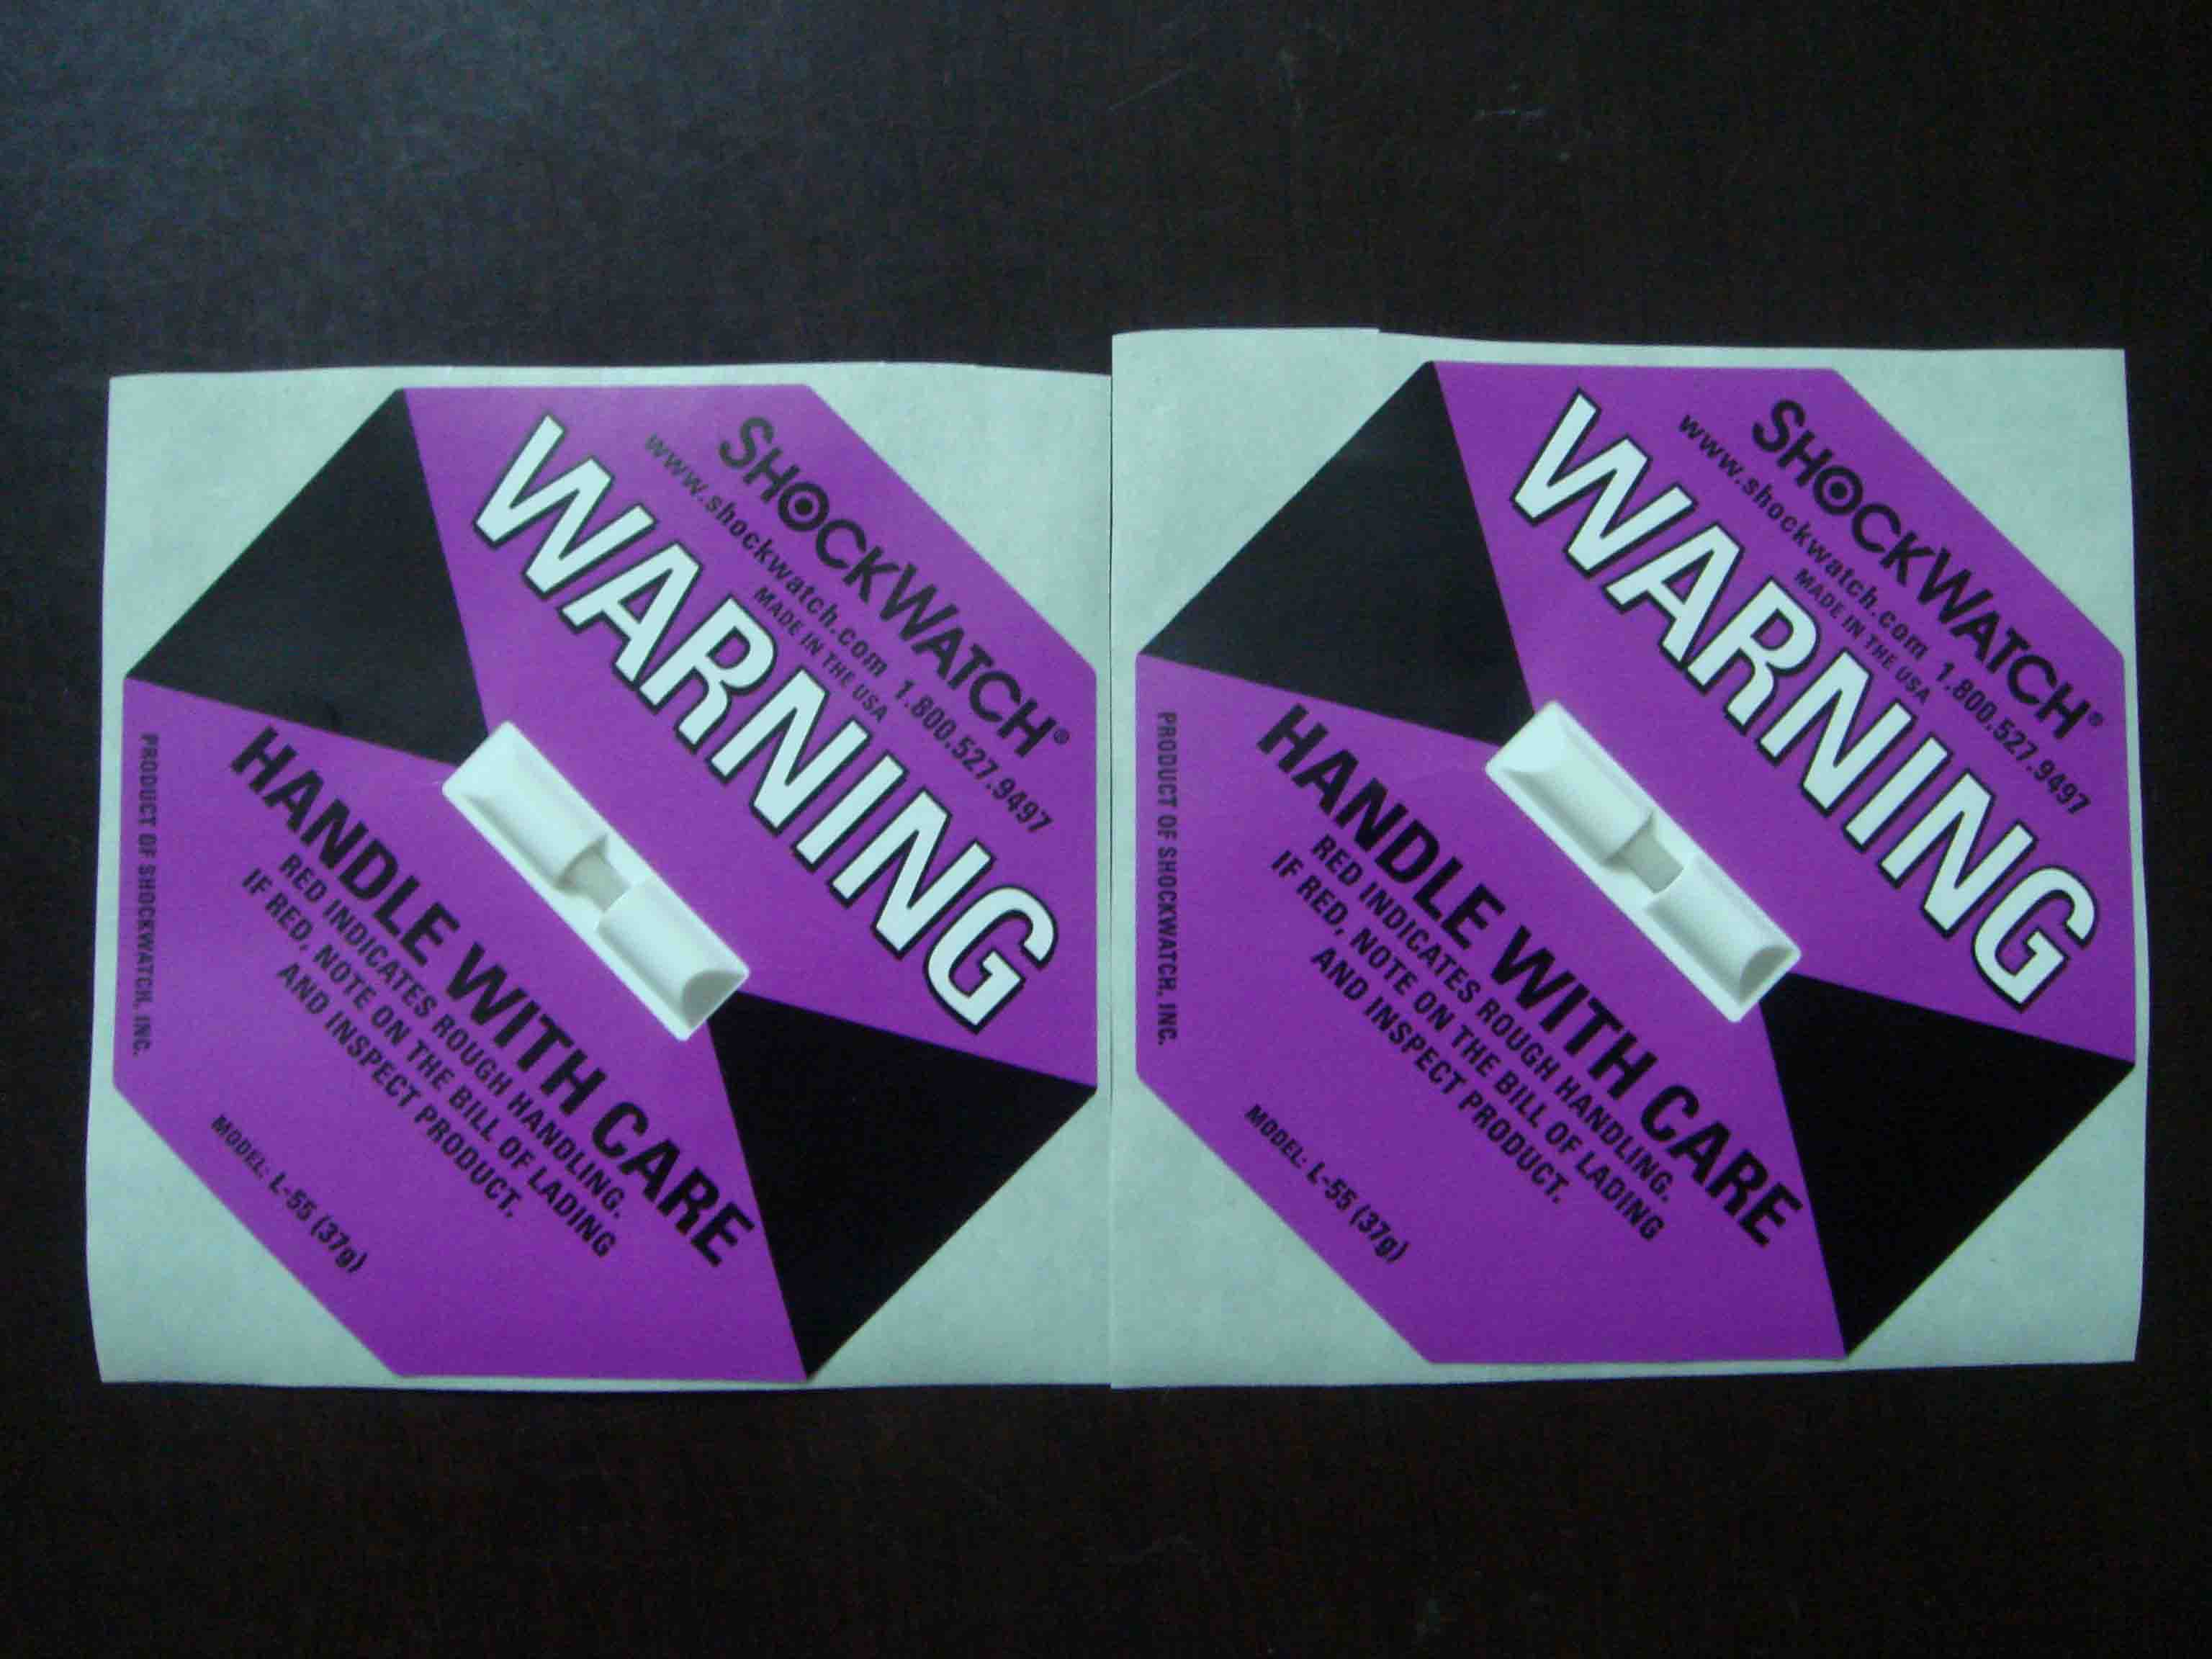 SHOCKWATCH®
www.shockwatch.com 1.800.527.9497
MADE IN THE USA
WARNING
HANDLE WITH CARE
RED INDICATES ROUGH HANDLING.
IF RED, NOTE ON THE BILL OF LADING
AND INSPECT PRODUCT.
PRODUCT OF SHOCKWATCH, INC.
MODEL: L-55 (37g)
SHOCKWATCH®
www.shockwatch.com 1.800.527.9497
MADE IN THE USA
WARNING
HANDLE WITH CARE
RED INDICATES ROUGH HANDLING.
IF RED, NOTE ON THE BILL OF LADING
AND INSPECT PRODUCT.
PRODUCT OF SHOCKWATCH, INC.
MODEL: L-55 (37g)